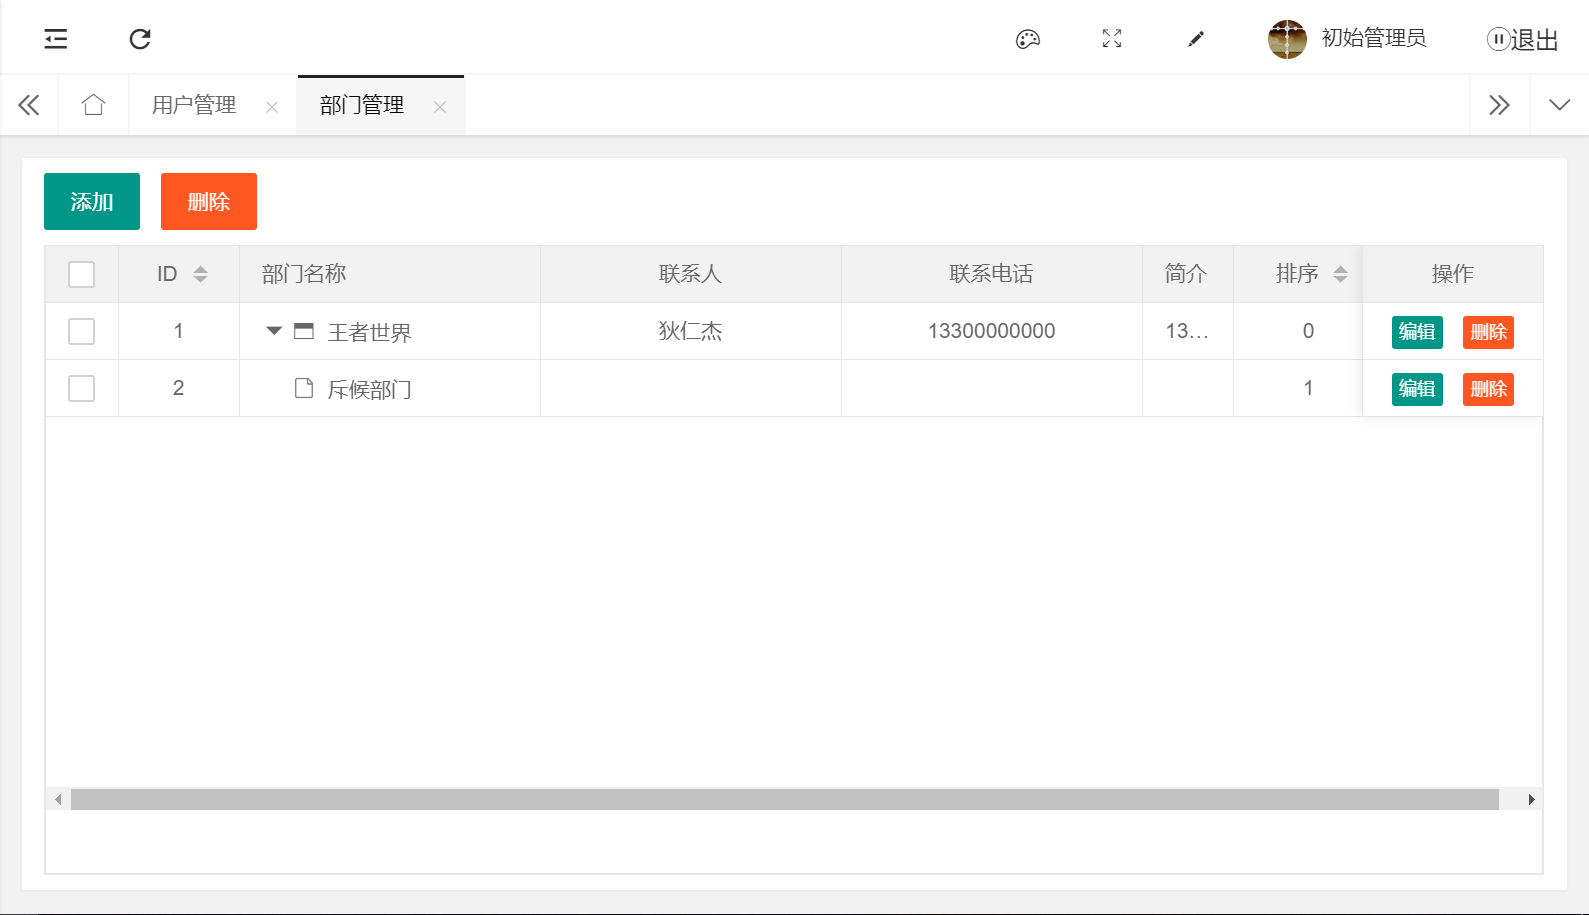 初始管理员 退出
用户管理 部门管理
添加 删除
ID 部门名称 联系人 联系电话 简介 排序 操作
1 王者世界 狄仁杰 13300000000 13... 0 编辑 删除
2 斥候部门 1 编辑 删除